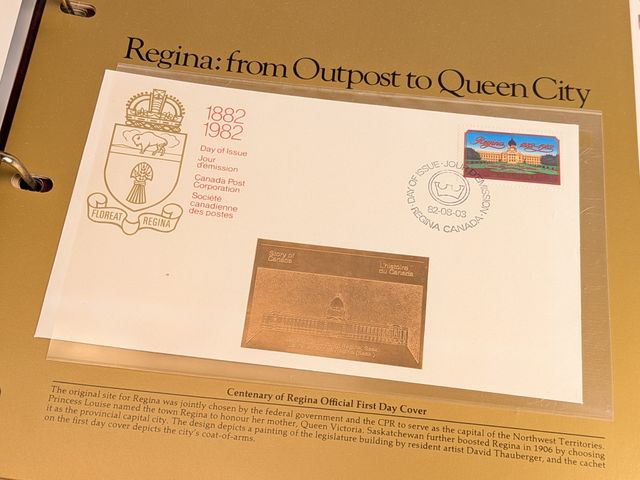 Regina: from Outpost to Queen City
1882
1982
Day of Issue
Jour
d'émission
Canada Post
Corporation
Société
canadienne
des postes
FLOREAT REGINA
Regina 1882-1982
DAY OF ISSUE · JOUR D'ÉMISSION
82-08-03
REGINA CANADA
Story of
Canada
L'histoire
du Canada
Centenary of Regina Official First Day Cover
The original site for Regina was jointly chosen by the federal government and the CPR to serve as the capital of the Northwest Territories.
Princess Louise named the town Regina to honour her mother, Queen Victoria. Saskatchewan further boosted Regina in 1906 by choosing
it as the provincial capital city. The design depicts a painting of the legislature building by resident artist David Thauberger, and the cachet
on the first day cover depicts the city's coat-of-arms.